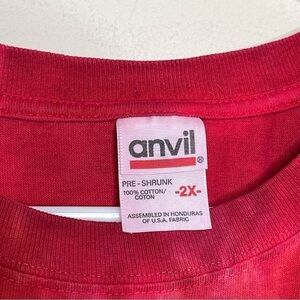 anvil®
PRE - SHRUNK
100% COTTON/
COTON
-2X-
ASSEMBLED IN HONDURAS
OF U.S.A. FABRIC